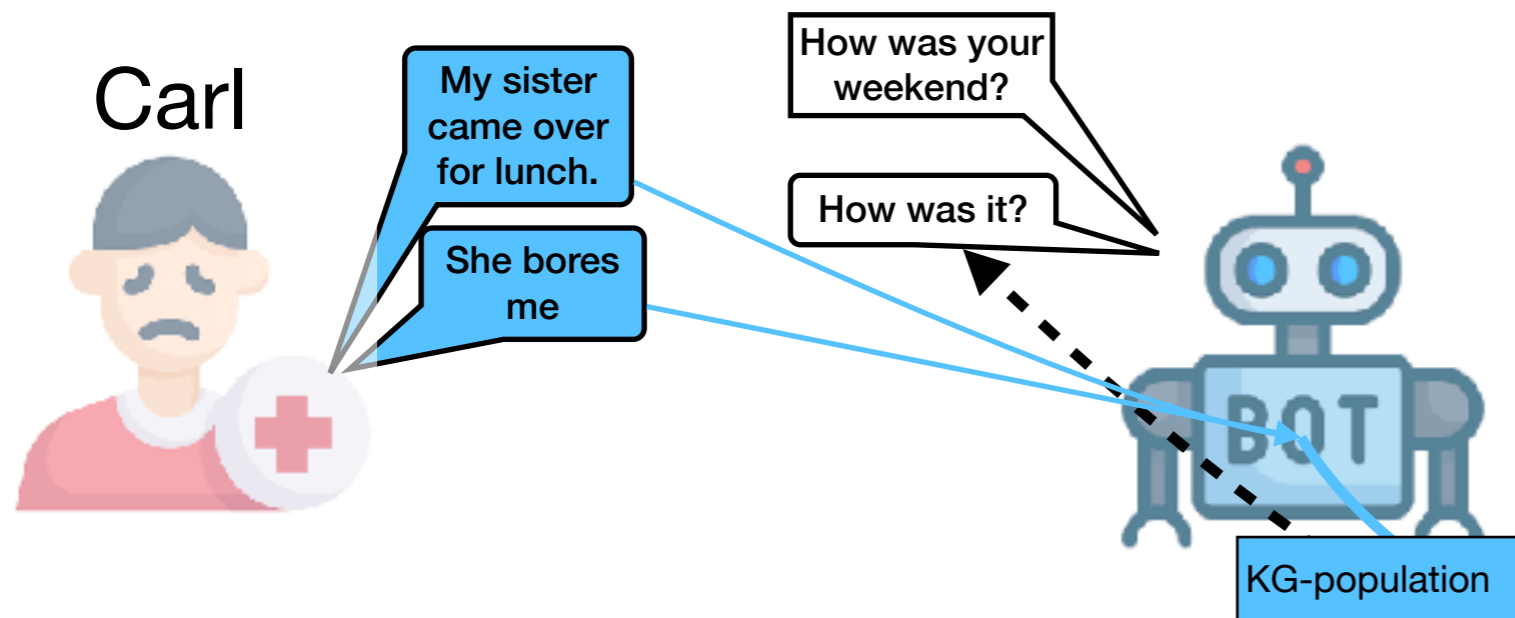 Carl
My sister
came over
for lunch.
She bores
me
How was your
weekend?
How was it?
BOT
KG-population